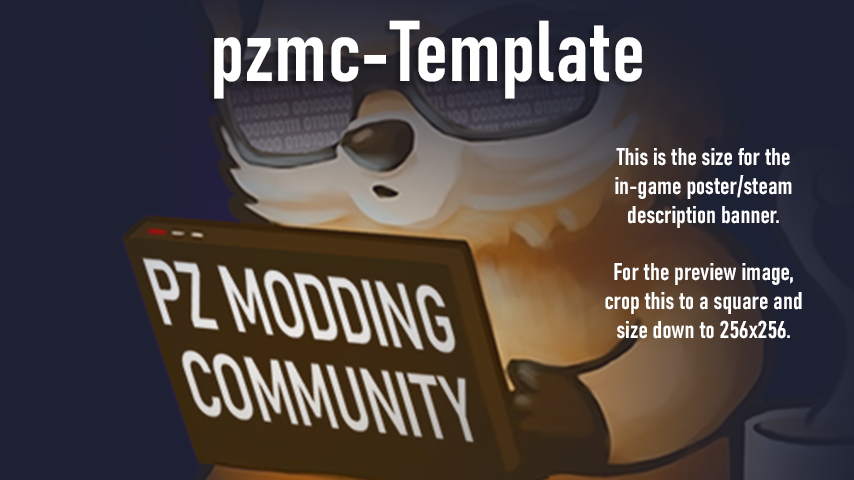 pzmc-Template
This is the size for the
in-game poster/steam
description banner.
For the preview image,
crop this to a square and
size down to 256x256.
PZ MODDING
COMMUNITY